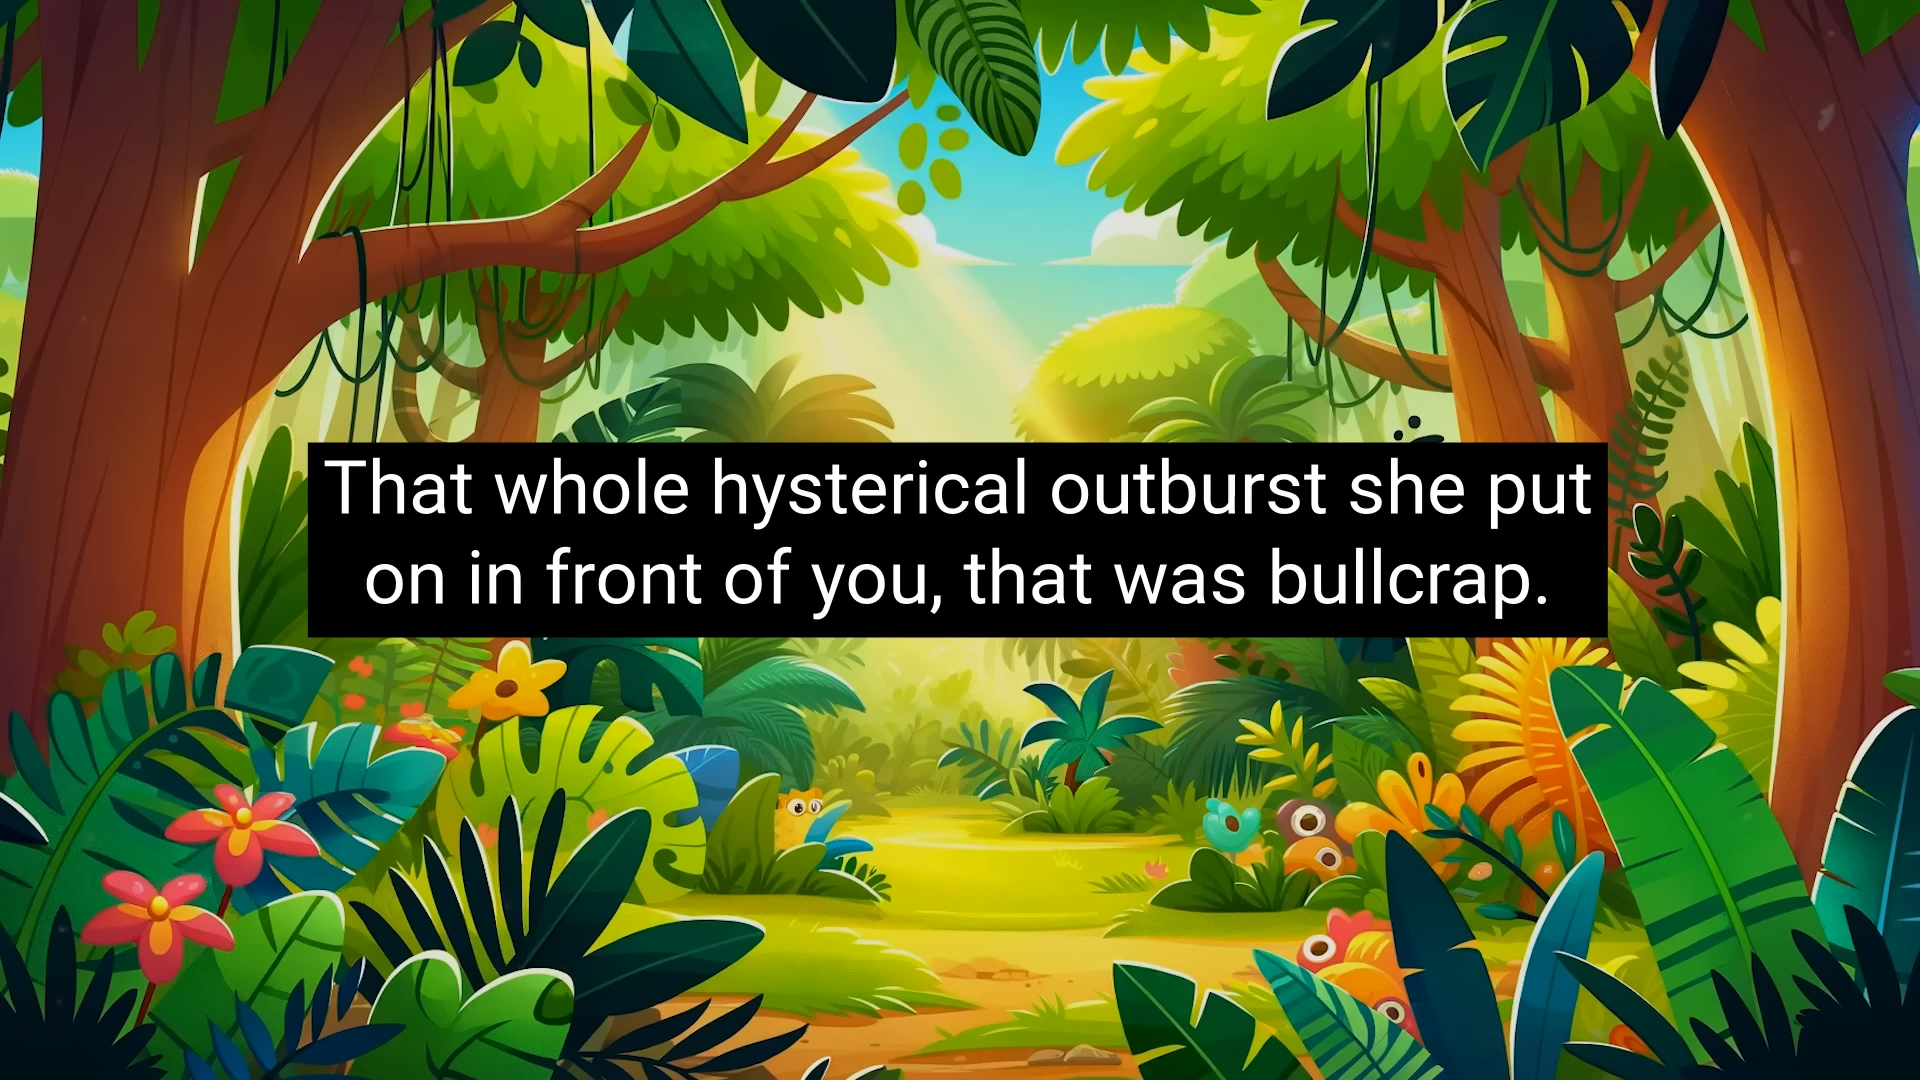 That whole hysterical outburst she put
on in front of you, that was bullcrap.